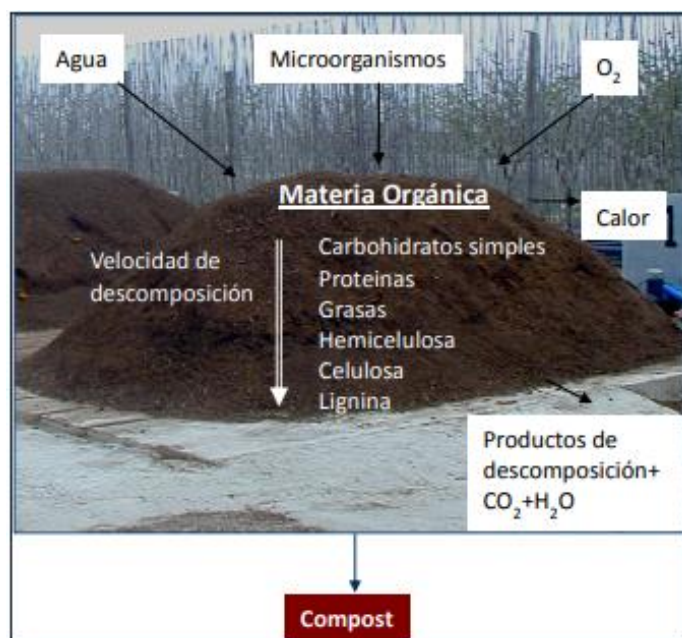 Agua
Microorganismos
O₂
Materia Orgánica
Calor
Velocidad de
descomposición
Carbohidratos simples
Proteinas
Grasas
Hemicelulosa
Celulosa
Lignina
Productos de
descomposición+
CO₂+H₂O
Compost